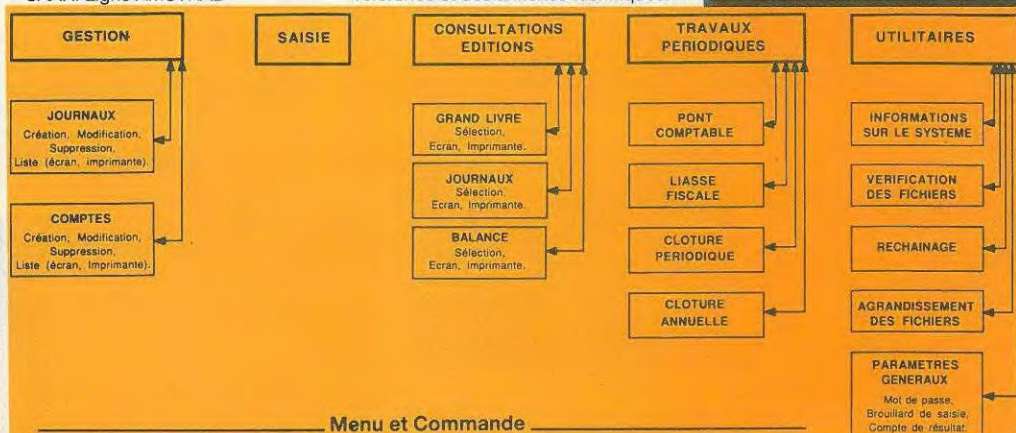 GESTION
JOURNAUX
Création, Modification,
Suppression,
Liste (écran, imprimante).
COMPTES
Création, Modification,
Suppression,
Liste (écran, Imprimante).
SAISIE
CONSULTATIONS
EDITIONS
GRAND LIVRE
Sélection,
Ecran, Imprimante.
JOURNAUX
Sélection,
Ecran, Imprimante.
BALANCE
Sélection,
Ecran, Imprimante.
TRAVAUX
PERIODIQUES
PONT
COMPTABLE
LIASSE
FISCALE
CLOTURE
PERIODIQUE
CLOTURE
ANNUELLE
UTILITAIRES
INFORMATIONS
SUR LE SYSTEME
VERIFICATION
DES FICHIERS
RECHAINAGE
AGRANDISSEMENT
DES FICHIERS
PARAMETRES
GENERAUX
Mot de passe,
Brouillard de saisie,
Compte de résultat.
Menu et Commande